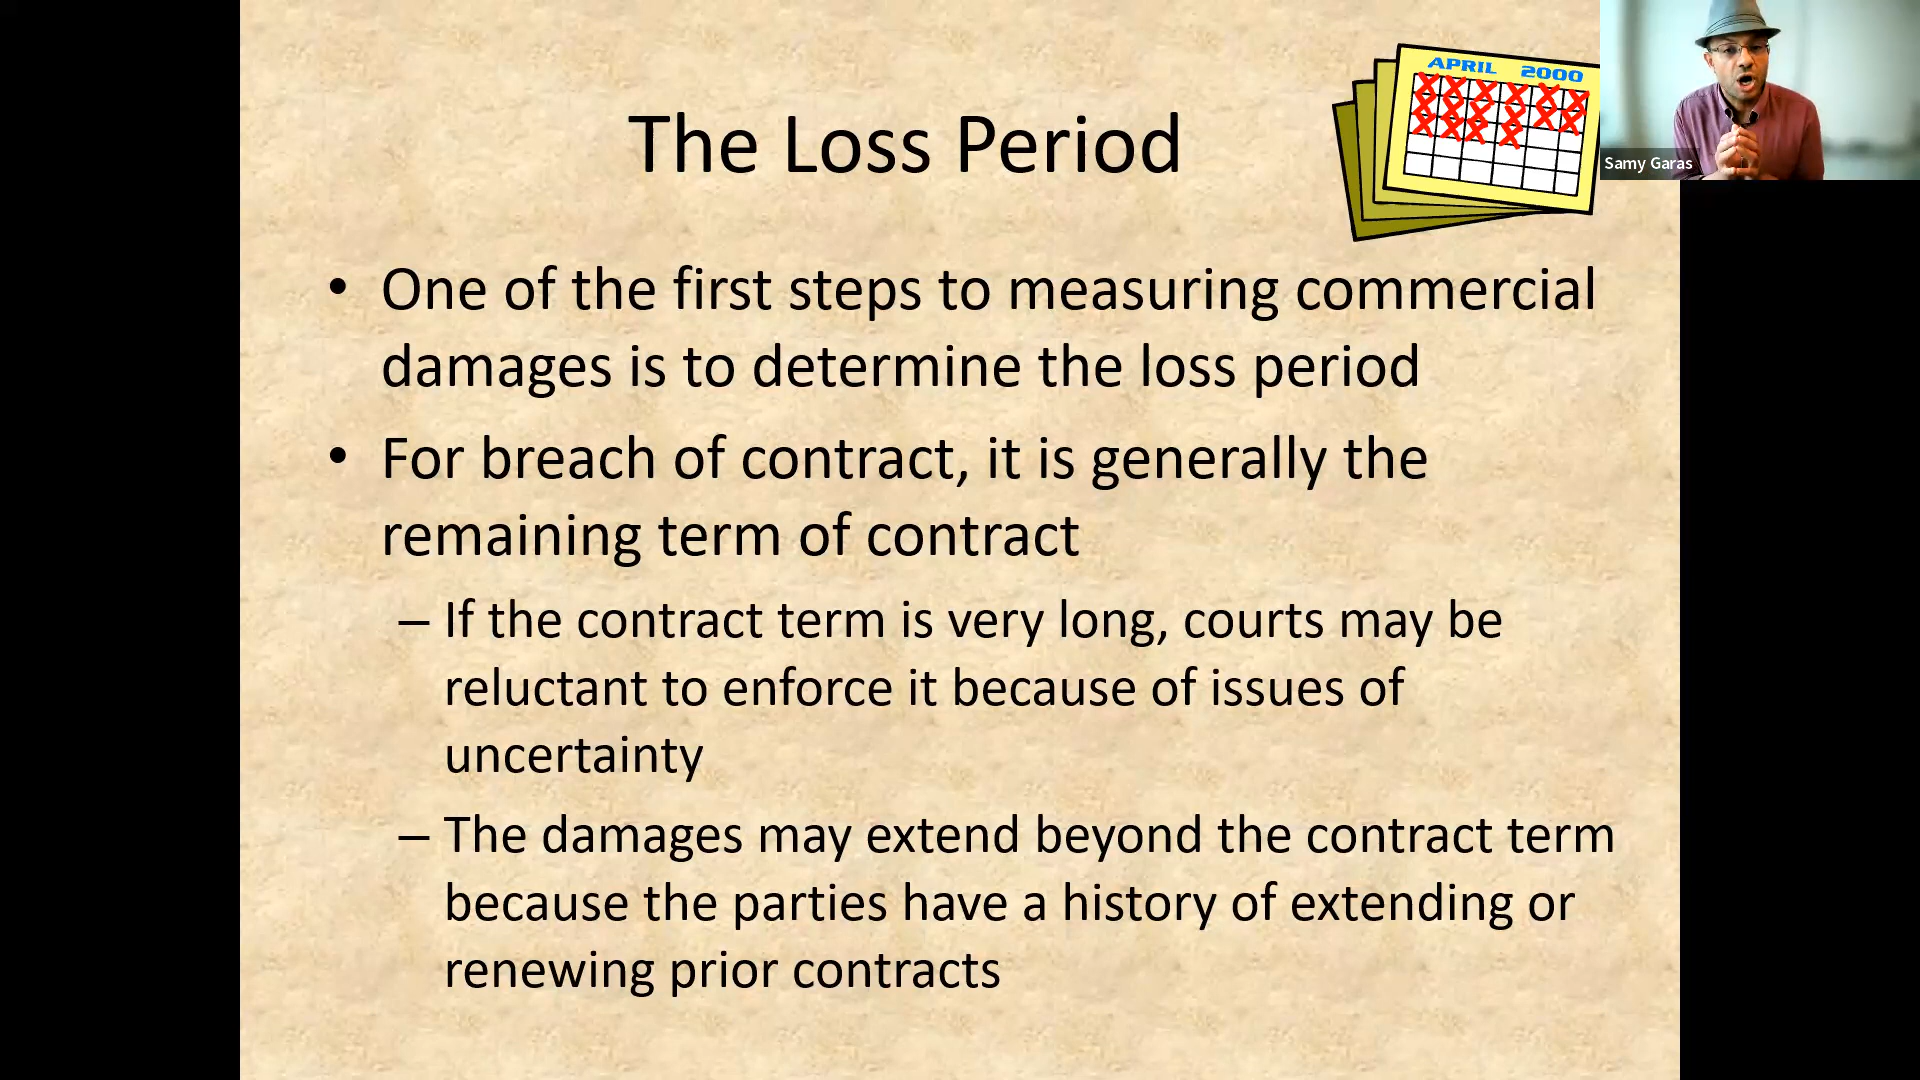 APRIL 2000
Samy Garas
The Loss Period
• One of the first steps to measuring commercial
damages is to determine the loss period
• For breach of contract, it is generally the
remaining term of contract
– If the contract term is very long, courts may be
reluctant to enforce it because of issues of
uncertainty
– The damages may extend beyond the contract term
because the parties have a history of extending or
renewing prior contracts